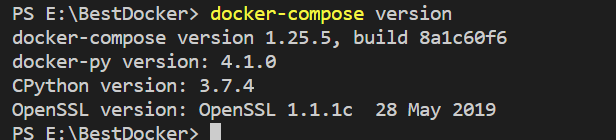 PS E:\BestDocker> docker-compose version
docker-compose version 1.25.5, build 8a1c60f6
docker-py version: 4.1.0
CPython version: 3.7.4
OpenSSL version: OpenSSL 1.1.1c  28 May 2019
PS E:\BestDocker>